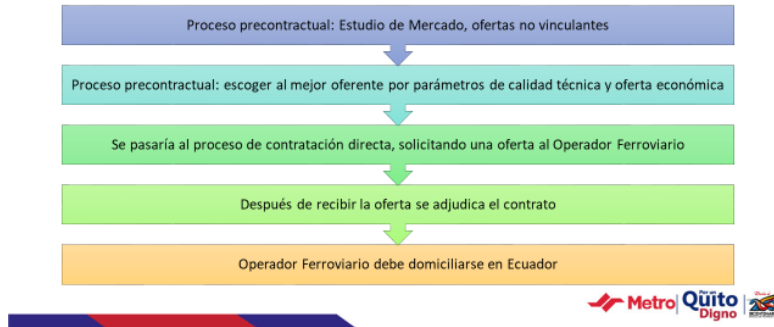 Proceso precontractual: Estudio de Mercado, ofertas no vinculantes
Proceso precontractual: escoger al mejor oferente por parámetros de calidad técnica y oferta económica
Se pasaría al proceso de contratación directa, solicitando una oferta al Operador Ferroviario
Después de recibir la oferta se adjudica el contrato
Operador Ferroviario debe domiciliarse en Ecuador
Metro
Por un
Quito
Digno